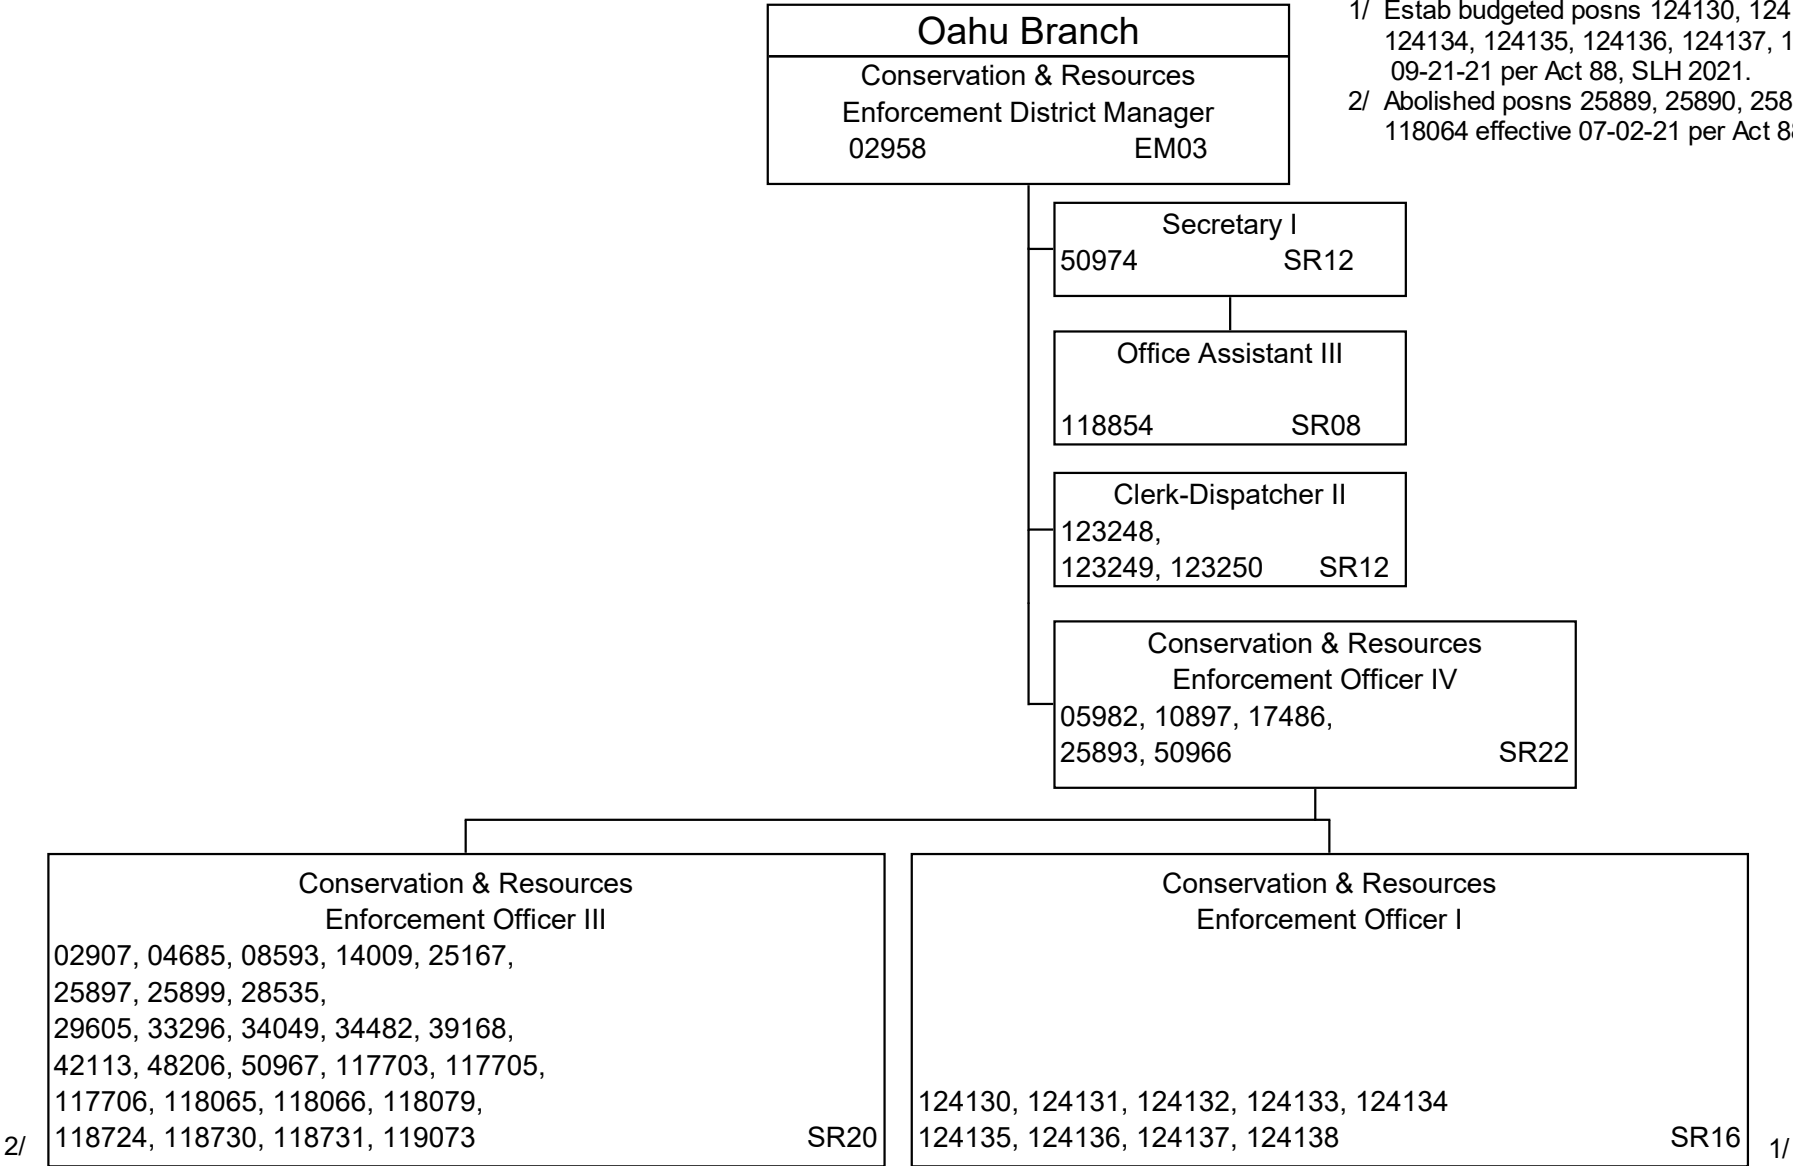 Oahu Branch
Conservation & Resources
Enforcement District Manager
02958 EM03
1/ Estab budgeted posns 124130,
124134, 124135, 124136, 124137,
09-21-21 per Act 88, SLH 2021.
2/ Abolished posns 25889, 25890,
118064 effective 07-02-21 per Act
Secretary I
50974 SR12
Office Assistant III
118854 SR08
Clerk-Dispatcher II
123248,
123249, 123250 SR12
Conservation & Resources
Enforcement Officer IV
05982, 10897, 17486,
25893, 50966 SR22
Conservation & Resources
Enforcement Officer III
02907, 04685, 08593, 14009, 25167,
25897, 25899, 28535,
29605, 33296, 34049, 34482, 39168,
42113, 48206, 50967, 117703, 117705,
117706, 118065, 118066, 118079,
2/ 118724, 118730, 118731, 119073 SR20
Conservation & Resources
Enforcement Officer I
124130, 124131, 124132, 124133, 124134
124135, 124136, 124137, 124138 SR16 1/